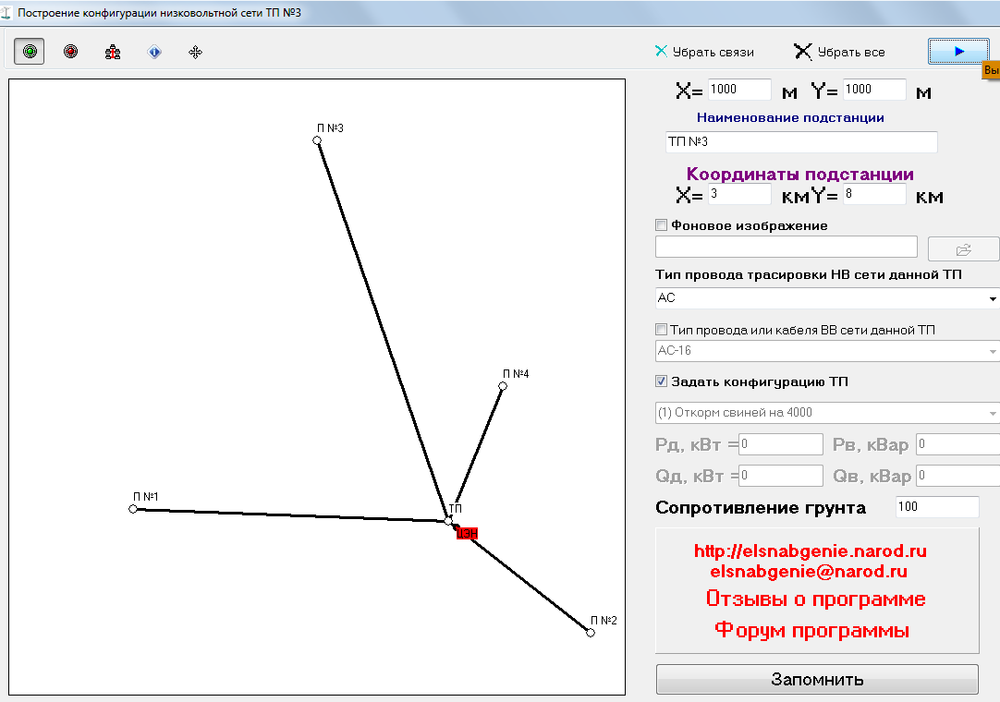 Построение конфигурации низковольтной сети ТП №3
Убрать связи
Убрать все
Вы
X= 1000 м Y= 1000 м
Наименование подстанции
ТП №3
Координаты подстанции
X= 3 км Y= 8 км
Фоновое изображение
Тип провода трасировки НВ сети данной ТП
АС
Тип провода или кабеля ВВ сети данной ТП
АС-16
Задать конфигурацию ТП
(1) Откорм свиней на 4000
Рд, кВт = 0 Рв, кВар 0
Qд, кВт = 0 Qв, кВар 0
Сопротивление грунта 100
http://elsnabgenie.narod.ru
elsnabgenie@narod.ru
Отзывы о программе
Форум программы
Запомнить
П №3
П №4
П №1
ТП
ЦЭН
П №2